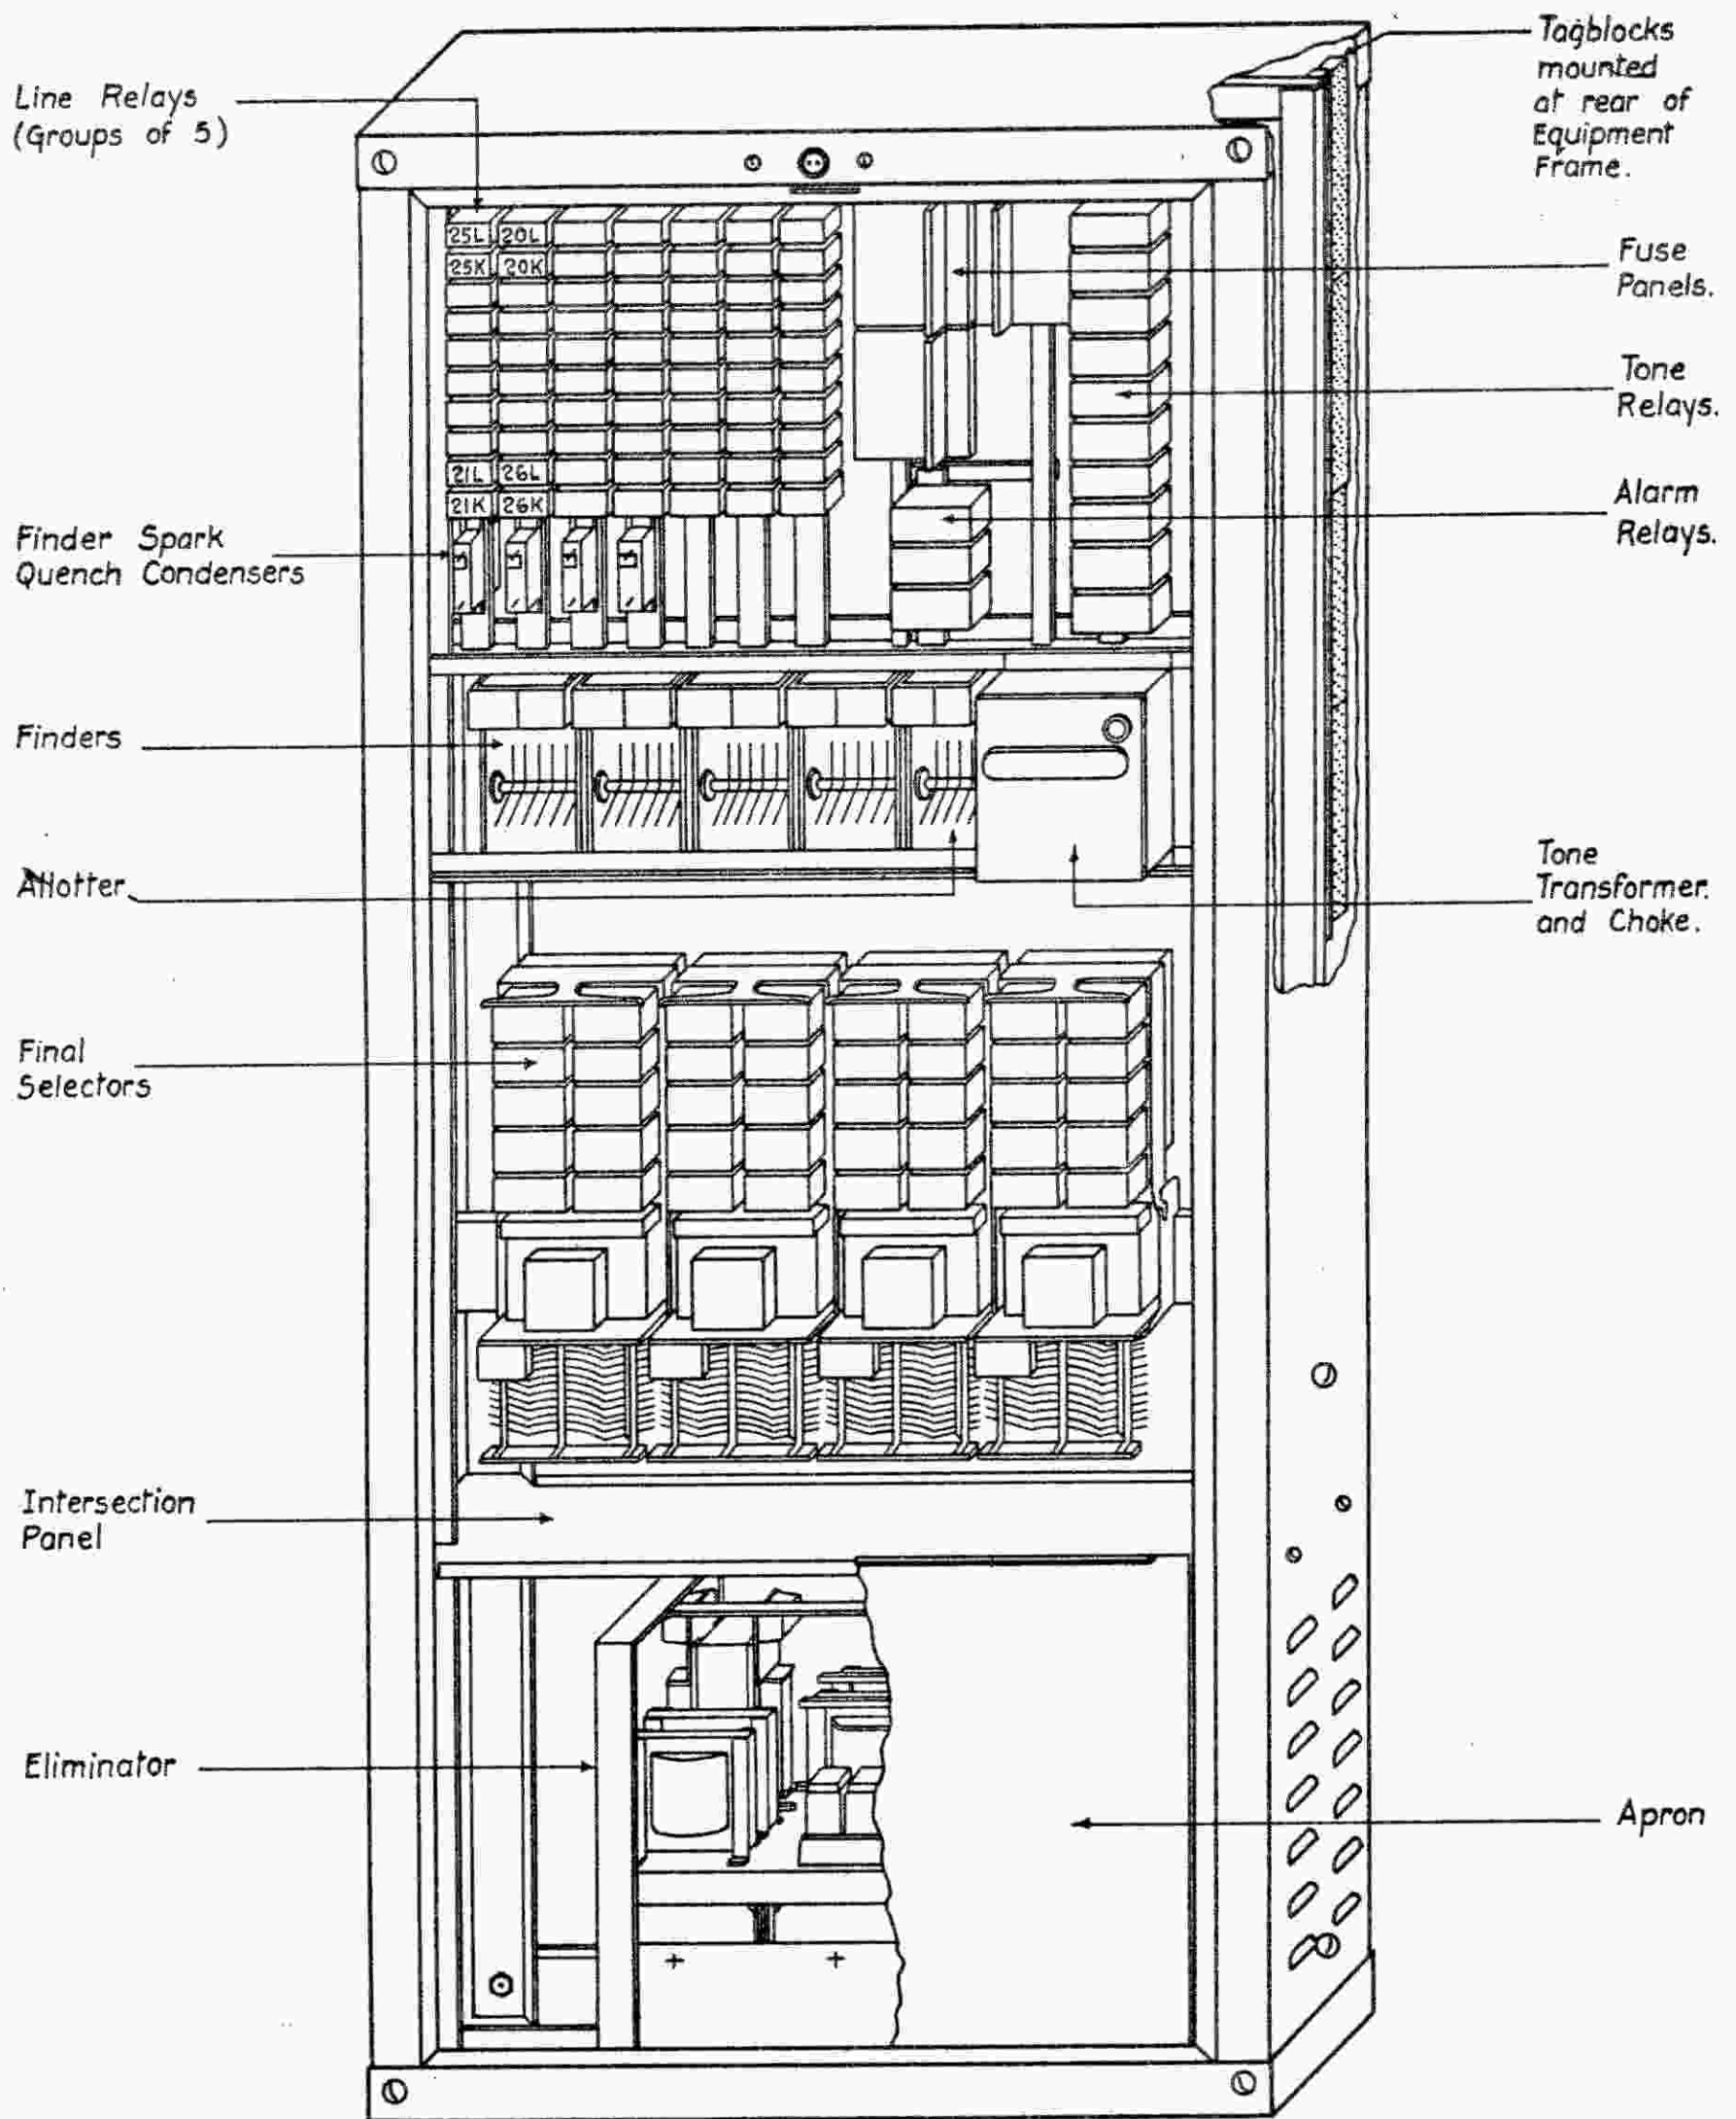 Tagblocks
mounted
at rear of
Equipment
Frame.
Line Relays
(Groups of 5)
25L 20L
25K 20K
21L 26L
21K 26K
Fuse
Panels.
Tone
Relays.
Alarm
Relays.
Finder Spark
Quench Condensers
Finders
Allotter
Tone
Transformer.
and Choke.
Final
Selectors
Intersection
Panel
Eliminator
Apron
+ +